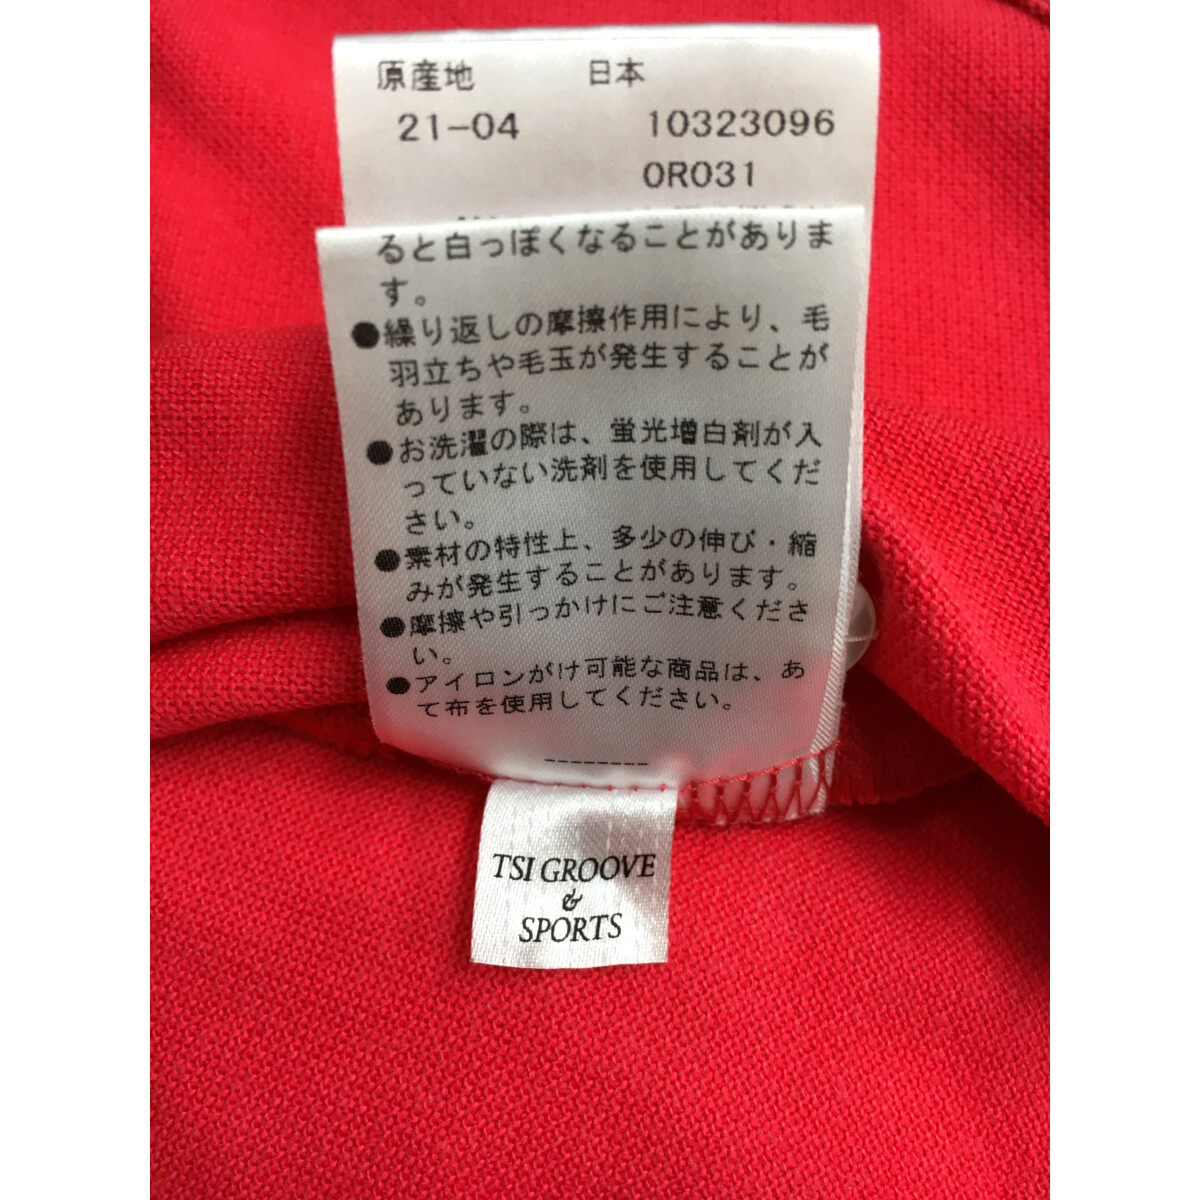 原産地 日本
21-04 10323096
0R031
ると白っぽくなることがありま
す。
●繰り返しの摩擦作用により、毛
羽立ちや毛玉が発生することが
あります。
●お洗濯の際は、蛍光増白剤が入
っていない洗剤を使用してくだ
さい。
●素材の特性上、多少の伸び・縮
みが発生することがあります。
●摩擦や引っかけにご注意くださ
い。
●アイロンがけ可能な商品は、あ
て布を使用してください。
--------
TSI GROOVE
&
SPORTS